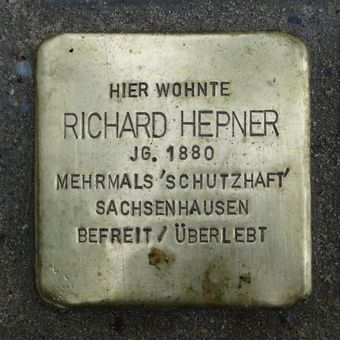 HIER WOHNTE
RICHARD HEPNER
JG. 1880
MEHRMALS 'SCHUTZHAFT'
SACHSENHAUSEN
BEFREIT / ÜBERLEBT